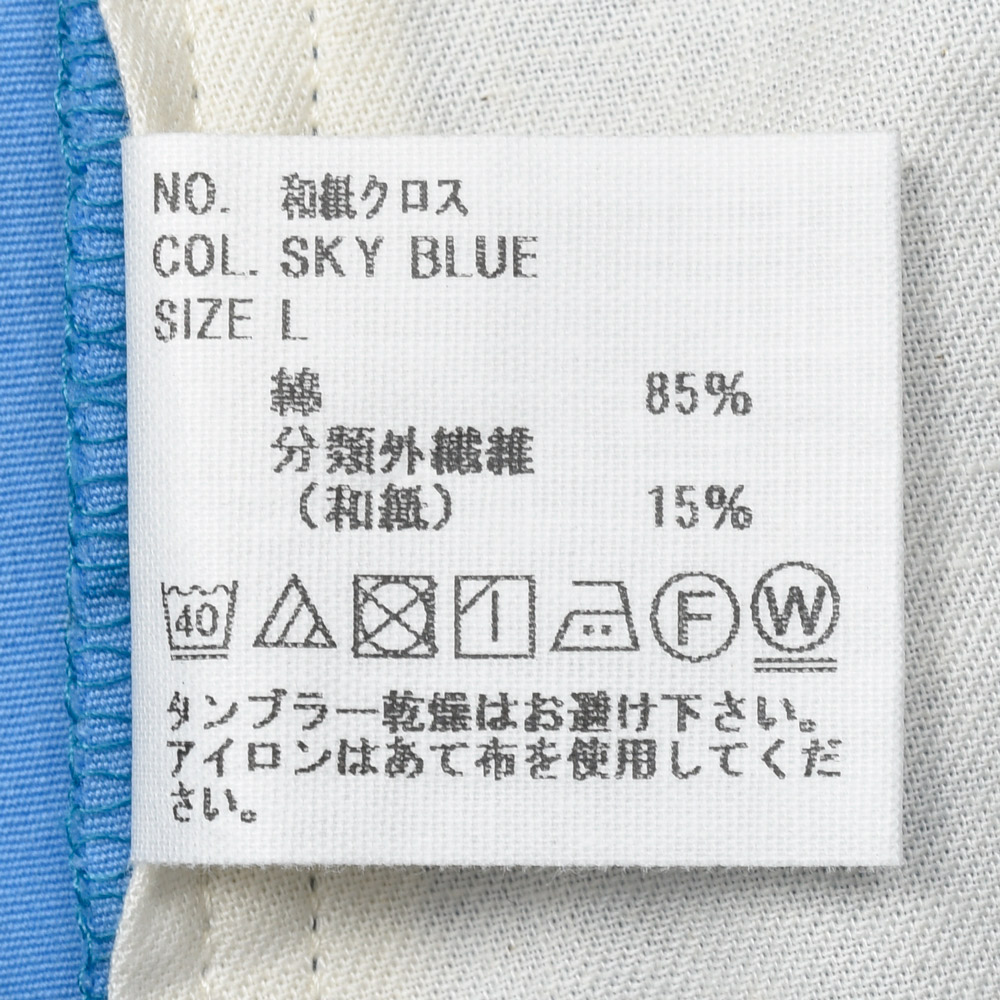 NO. 和紙クロス
COL. SKY BLUE
SIZE L
綿 85%
分類外繊維
（和紙） 15%
40 F W
タンブラー乾燥はお避け下さい。
アイロンはあて布を使用してくだ
さい。